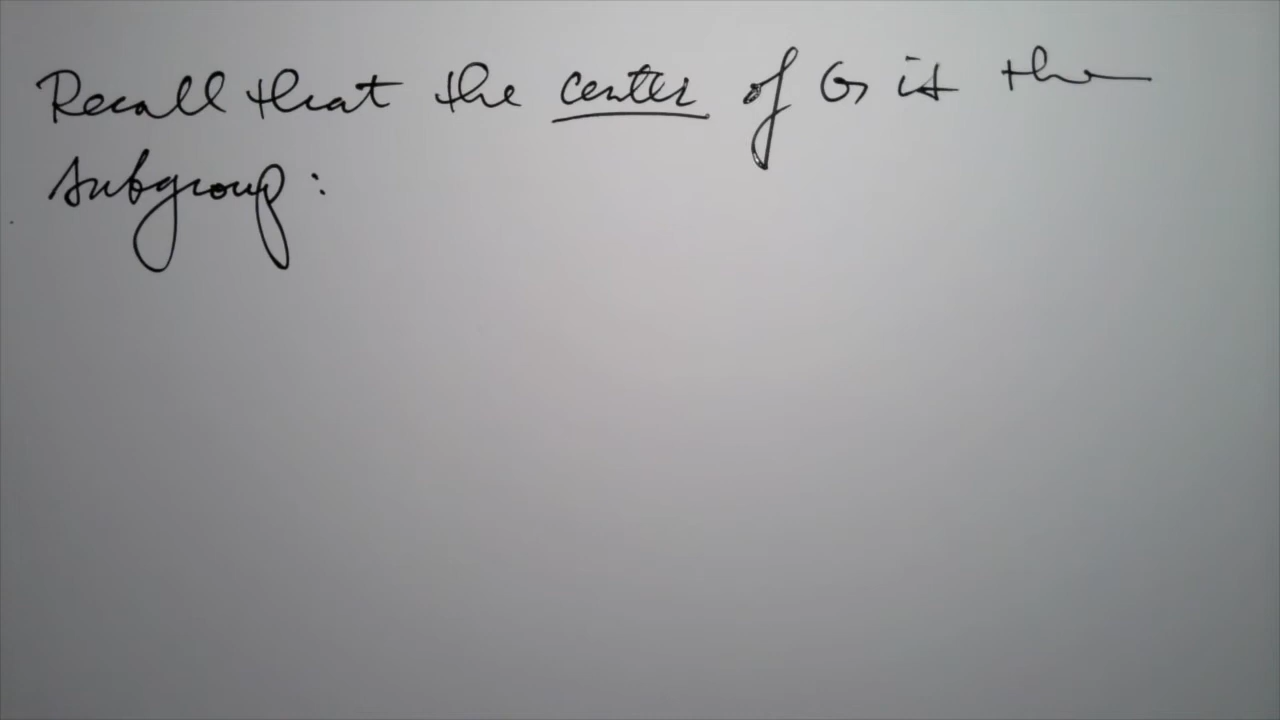 Recall that the center of G is the
subgroup: